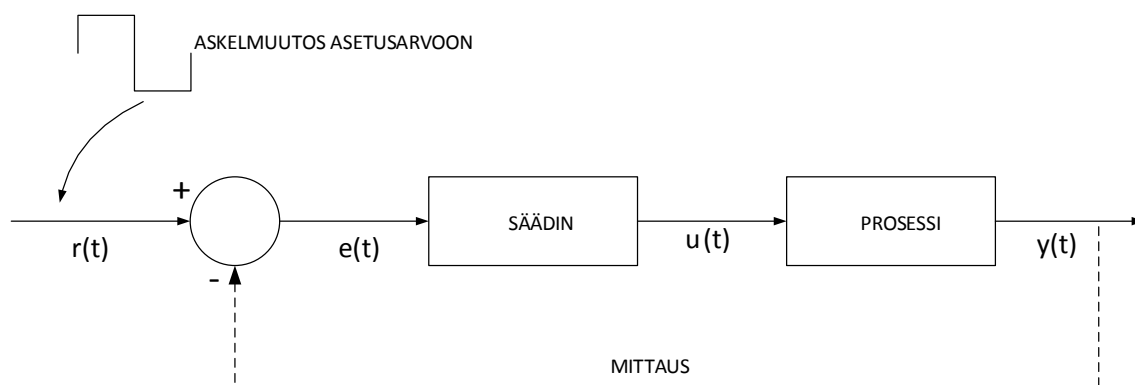 ASKELMUUTOS ASETUSARVOON
+
r(t)
-
e(t)
SÄÄDIN
u(t)
PROSESSI
y(t)
MITTAUS